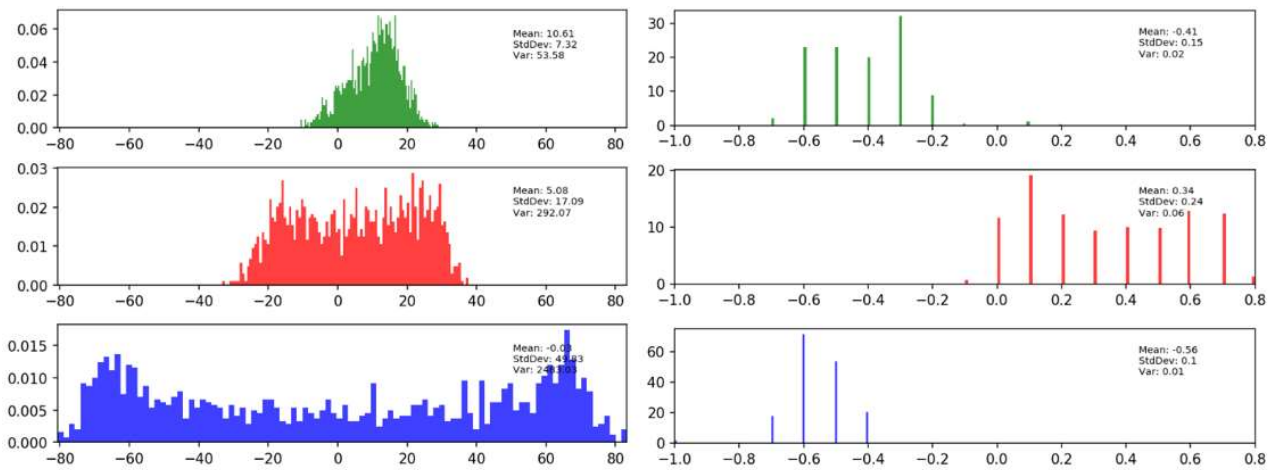 0.06
0.04
0.02
0.00
−80 −60 −40 −20 0 20 40 60 80
Mean: 10.61
StdDev: 7.32
Var: 53.58
30
20
10
0
−1.0 −0.8 −0.6 −0.4 −0.2 0.0 0.2 0.4 0.6 0.8
Mean: -0.41
StdDev: 0.15
Var: 0.02
0.03
0.02
0.01
0.00
−80 −60 −40 −20 0 20 40 60 80
Mean: 5.08
StdDev: 17.09
Var: 292.07
20
10
0
−1.0 −0.8 −0.6 −0.4 −0.2 0.0 0.2 0.4 0.6 0.8
Mean: 0.34
StdDev: 0.24
Var: 0.06
0.015
0.010
0.005
0.000
−80 −60 −40 −20 0 20 40 60 80
Mean: -0.03
StdDev: 49.83
Var: 2483.03
60
40
20
0
−1.0 −0.8 −0.6 −0.4 −0.2 0.0 0.2 0.4 0.6 0.8
Mean: -0.56
StdDev: 0.1
Var: 0.01